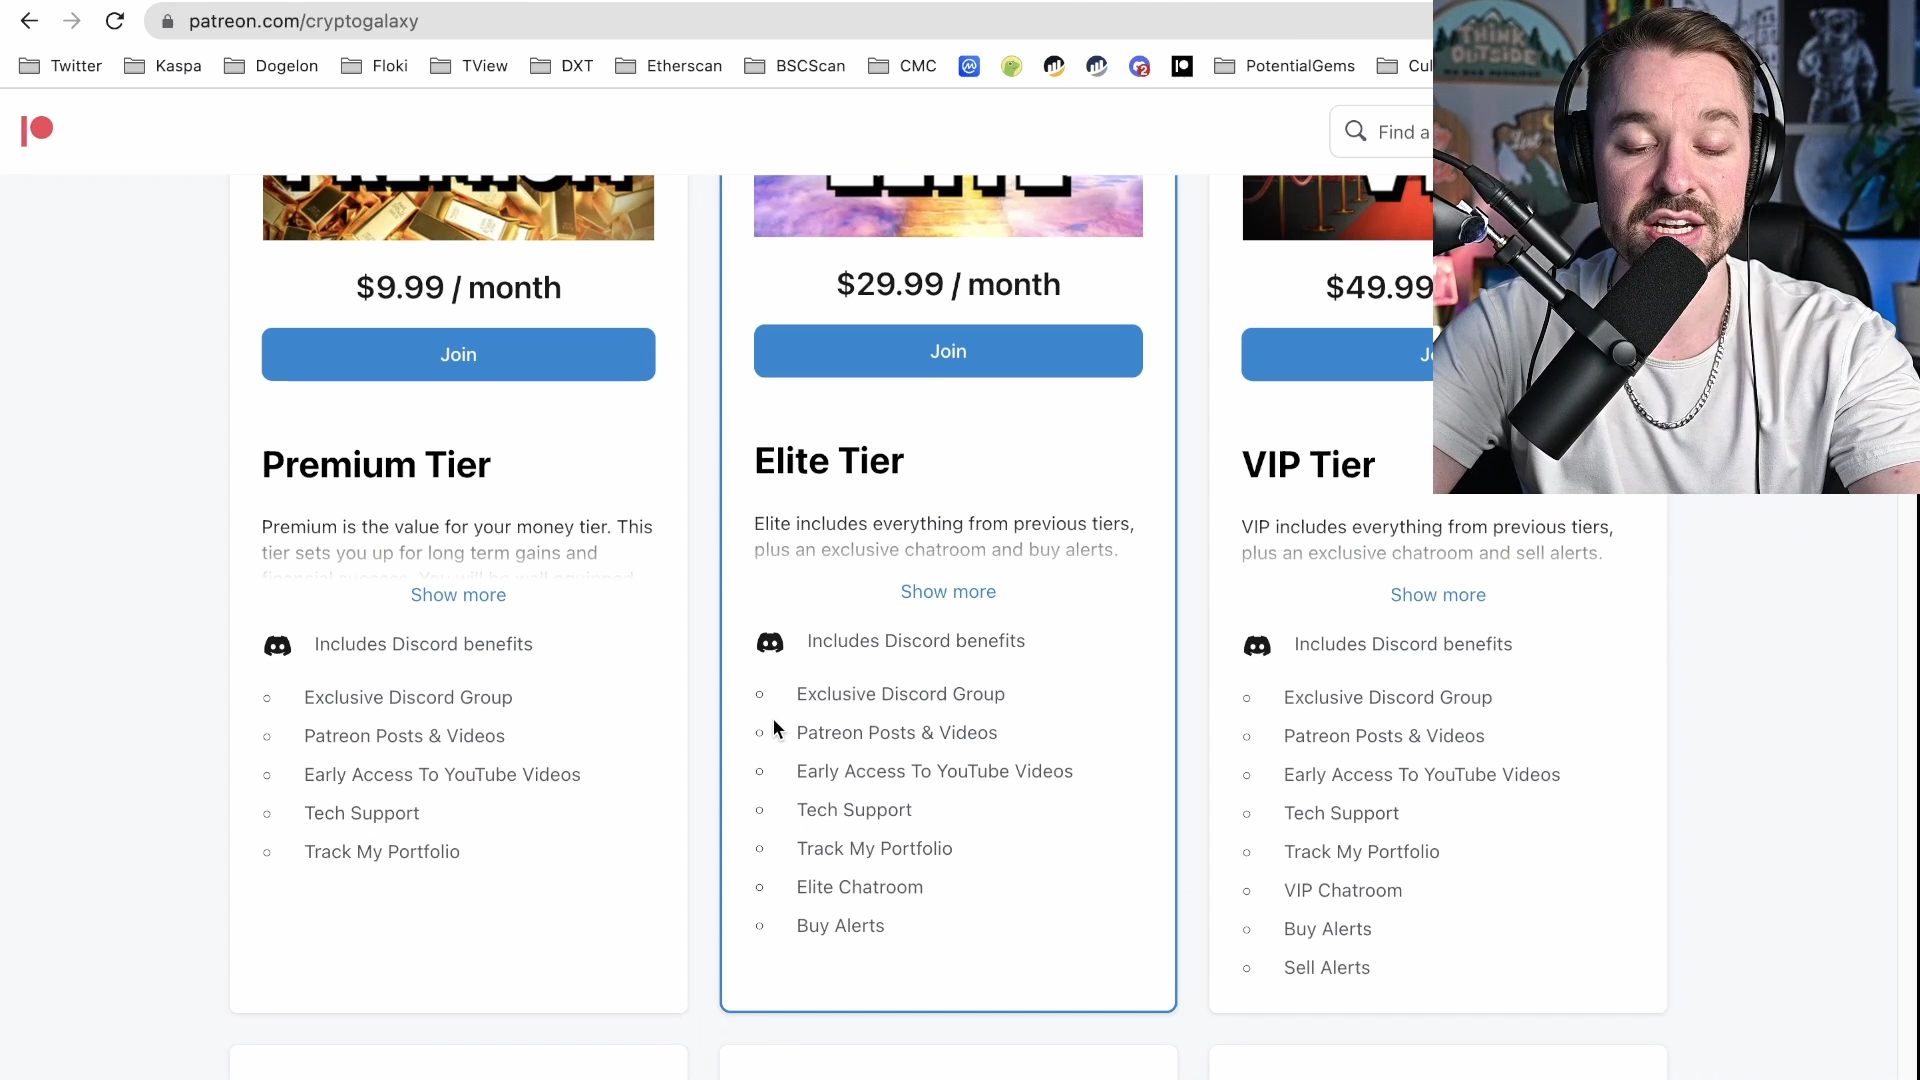 patreon.com/cryptogalaxy
Twitter
Kaspa
Dogelon
Floki
TView
DXT
Etherscan
BSCScan
CMC
2
PotentialGems
Cul
THINK
OUTSIDE
Find a
$9.99 / month
Join
Premium Tier
Premium is the value for your money tier. This
tier sets you up for long term gains and
Show more
Includes Discord benefits
Exclusive Discord Group
Patreon Posts & Videos
Early Access To YouTube Videos
Tech Support
Track My Portfolio
$29.99 / month
Join
Elite Tier
Elite includes everything from previous tiers,
plus an exclusive chatroom and buy alerts.
Show more
Includes Discord benefits
Exclusive Discord Group
Patreon Posts & Videos
Early Access To YouTube Videos
Tech Support
Track My Portfolio
Elite Chatroom
Buy Alerts
$49.99
VIP Tier
VIP includes everything from previous tiers,
plus an exclusive chatroom and sell alerts.
Show more
Includes Discord benefits
Exclusive Discord Group
Patreon Posts & Videos
Early Access To YouTube Videos
Tech Support
Track My Portfolio
VIP Chatroom
Buy Alerts
Sell Alerts